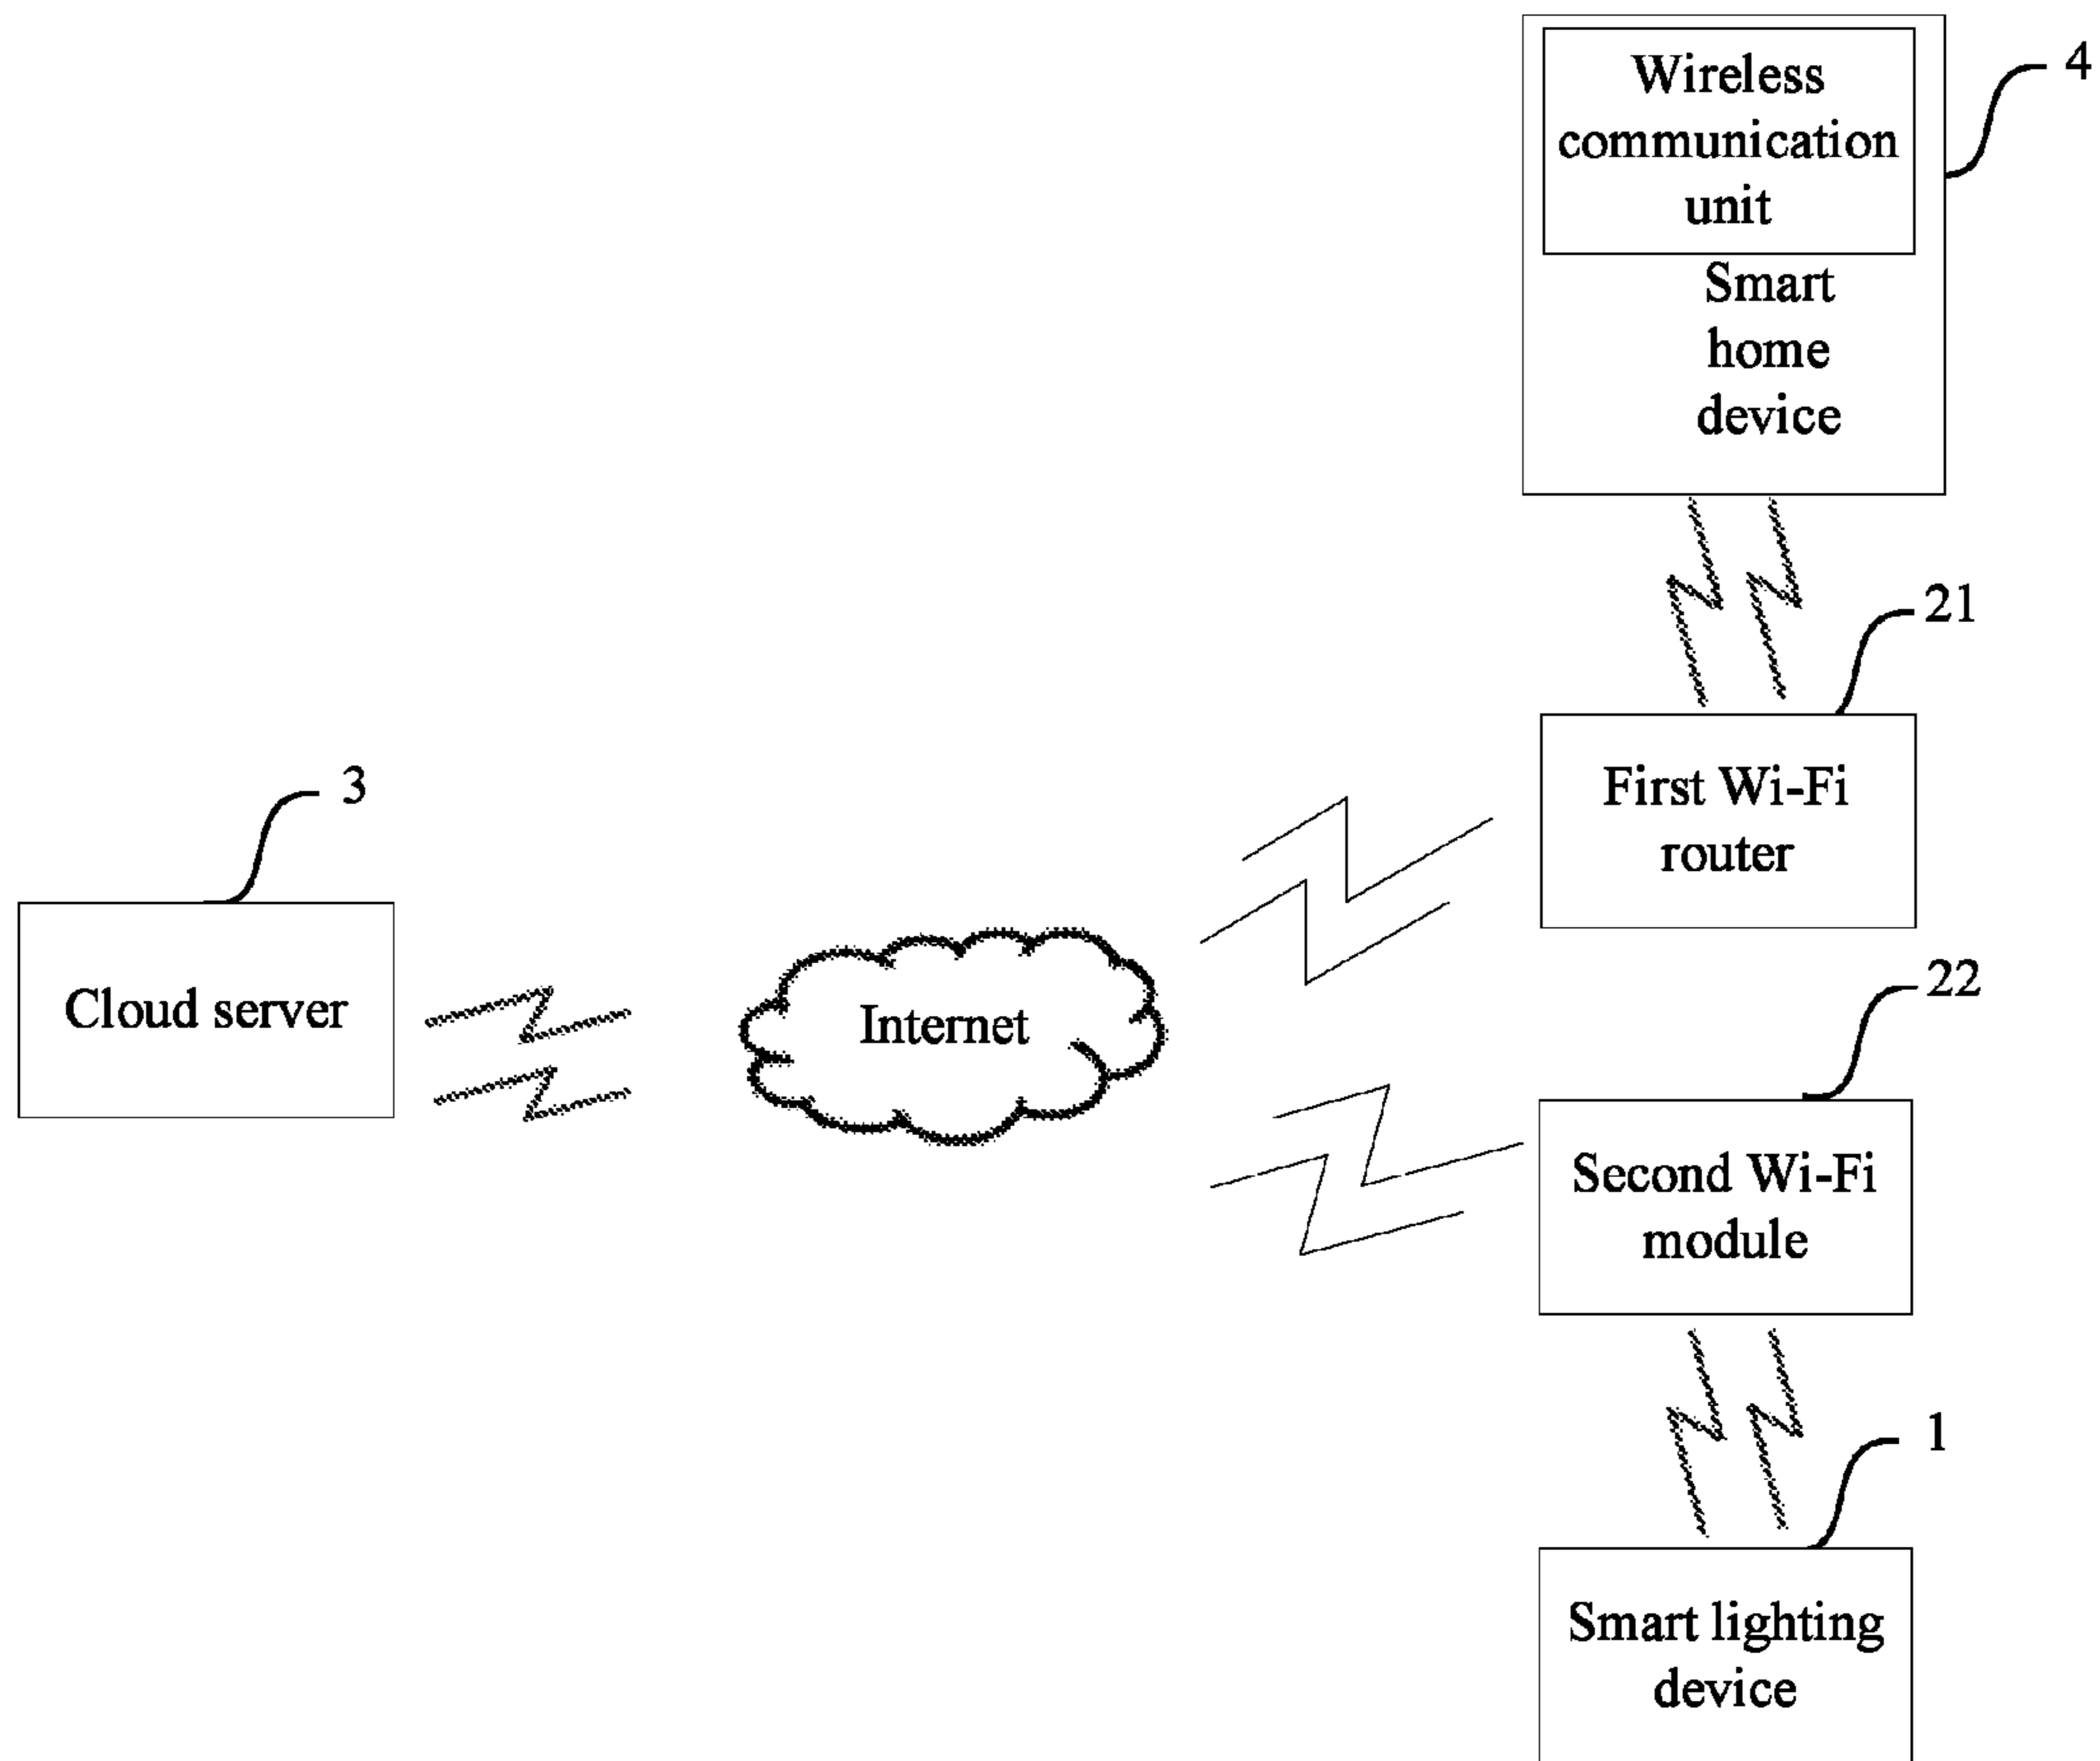 Wireless
communication
unit
Smart
home
device
4
21
First Wi-Fi
router
3
Cloud server
Internet
22
Second Wi-Fi
module
1
Smart lighting
device